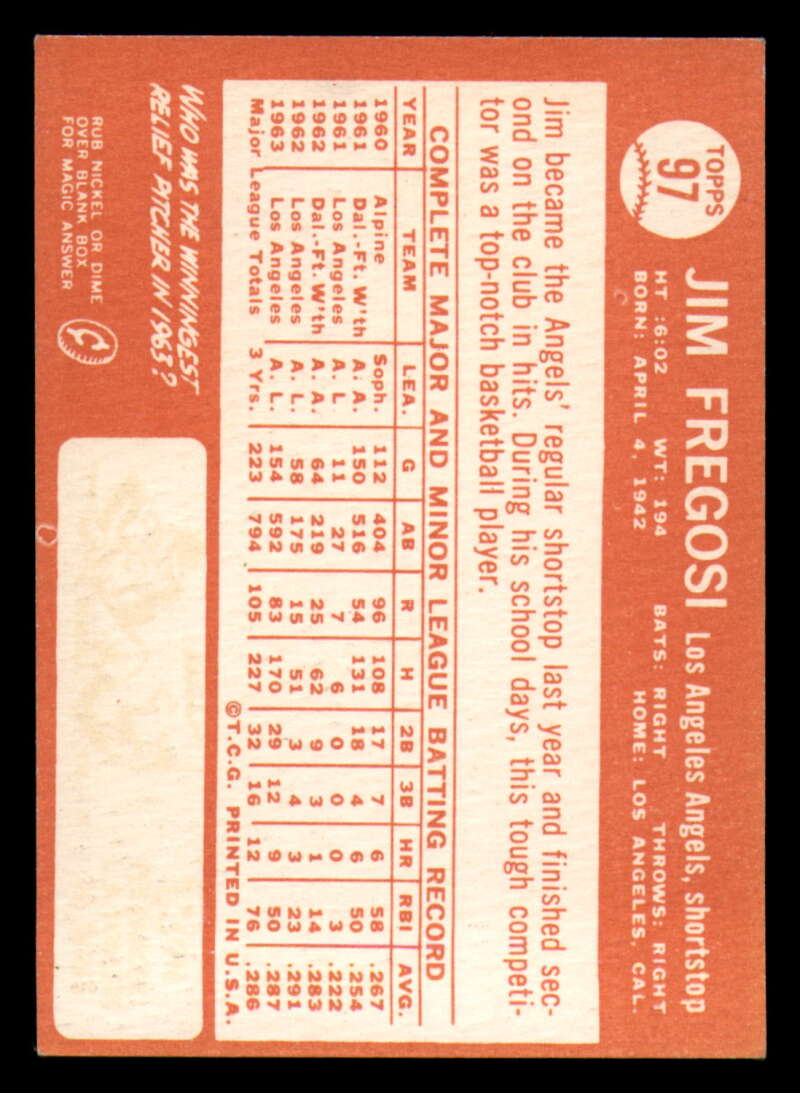 TOPPS
97
JIM FREGOSI Los Angeles Angels, shortstop
HT :6:02 WT: 194 BATS: RIGHT THROWS: RIGHT
BORN: APRIL 4, 1942 HOME: LOS ANGELES, CAL.
Jim became the Angels' regular shortstop last year and finished sec-
ond on the club in hits. During his school days, this tough competi-
tor was a top-notch basketball player.
COMPLETE MAJOR AND MINOR LEAGUE BATTING RECORD
YEAR TEAM LEA. G AB R H 2B 3B HR RBI AVG.
1960 Alpine Soph. 112 404 96 108 17 7 6 58 .267
1961 Dal.-Ft. W'th A. A. 150 516 54 131 18 4 6 50 .254
1961 Los Angeles A. L. 11 27 7 6 0 0 0 3 .222
1962 Dal.-Ft. W'th A. A. 64 219 25 62 9 3 1 14 .283
1962 Los Angeles A. L. 58 175 15 51 3 4 3 23 .291
1963 Los Angeles A. L. 154 592 83 170 29 12 9 50 .287
Major League Totals 3 Yrs. 223 794 105 227 32 16 12 76 .286
©T.C.G. PRINTED IN U.S.A.
WHO WAS THE WINNINGEST
RELIEF PITCHER IN 1963?
RUB NICKEL OR DIME
OVER BLANK BOX
FOR MAGIC ANSWER